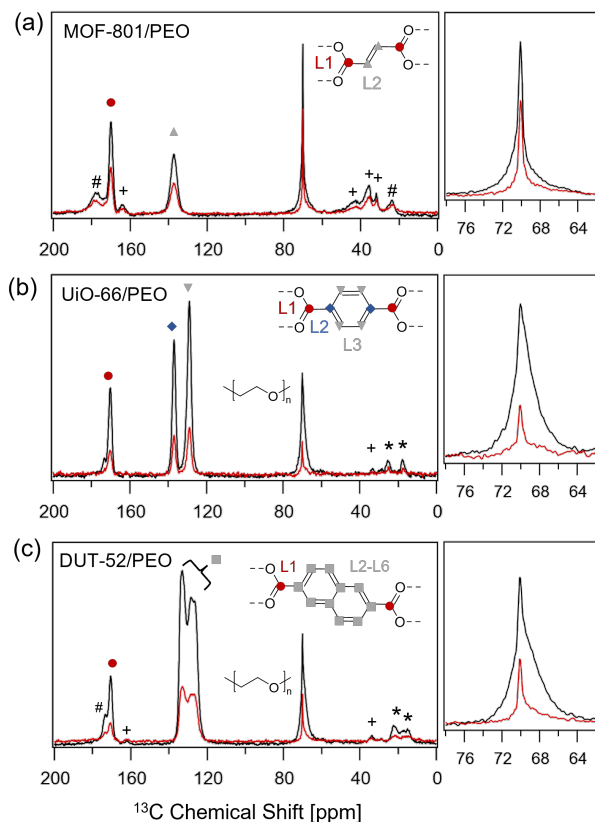 (a)
MOF-801/PEO
L1
L2
O
O
O
O
#
+
+
+
+
#
200
160
120
80
40
0
76
72
68
64
(b)
UiO-66/PEO
L1
L2
L3
O
O
O
O
O
n
+
*
*
200
160
120
80
40
0
76
72
68
64
(c)
DUT-52/PEO
L1
L2-L6
O
O
O
O
O
n
#
+
+
*
*
200
160
120
80
40
0
76
72
68
64
13C Chemical Shift [ppm]